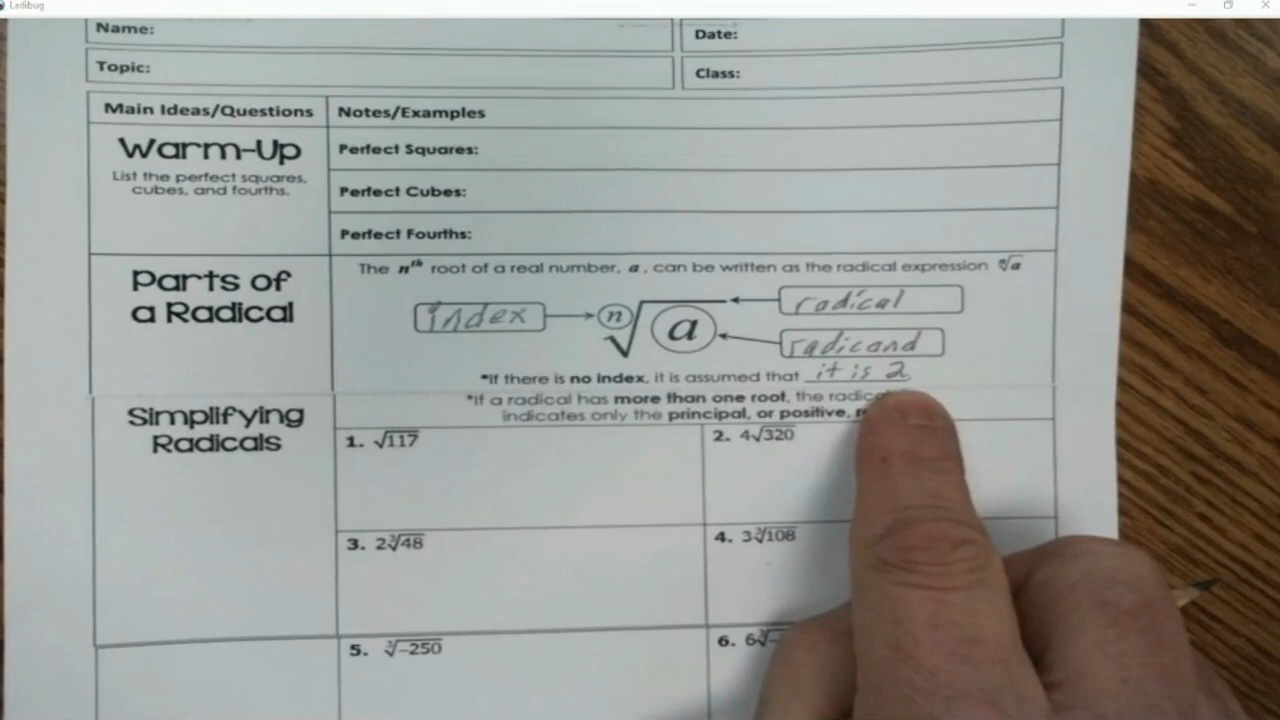 Ladibug
Name:
Date:
Topic:
Class:
Main Ideas/Questions
Notes/Examples
Warm-Up
List the perfect squares,
cubes, and fourths.
Perfect Squares:
Perfect Cubes:
Perfect Fourths:
Parts of
a Radical
The nth root of a real number, a, can be written as the radical expression ⁿ√a
index
n
√
a
radical
radicand
*If there is no index, it is assumed that it is 2
*If a radical has more than one root, the radic
indicates only the principal, or positive, r
Simplifying
Radicals
1. √117
2. 4√320
3. 2∛48
4. 3∛108
5. ∛-250
6. 6∛-